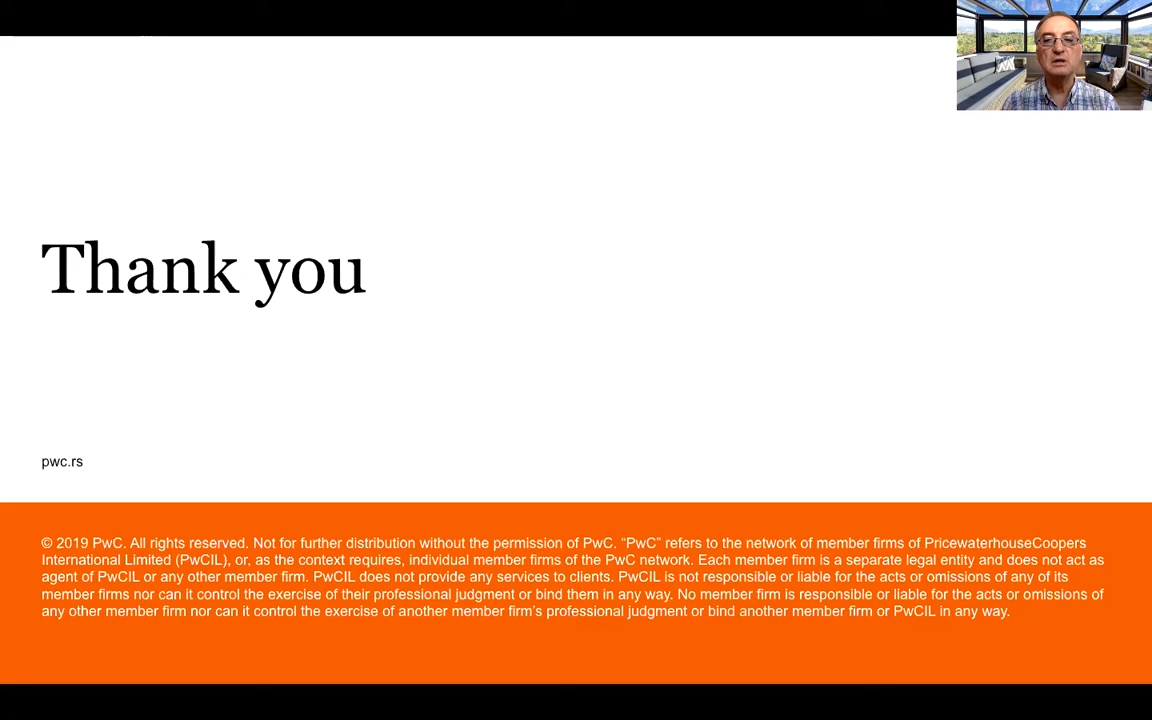 Thank you
pwc.rs
© 2019 PwC. All rights reserved. Not for further distribution without the permission of PwC. “PwC” refers to the network of member firms of PricewaterhouseCoopers
International Limited (PwCIL), or, as the context requires, individual member firms of the PwC network. Each member firm is a separate legal entity and does not act as
agent of PwCIL or any other member firm. PwCIL does not provide any services to clients. PwCIL is not responsible or liable for the acts or omissions of any of its
member firms nor can it control the exercise of their professional judgment or bind them in any way. No member firm is responsible or liable for the acts or omissions of
any other member firm nor can it control the exercise of another member firm’s professional judgment or bind another member firm or PwCIL in any way.